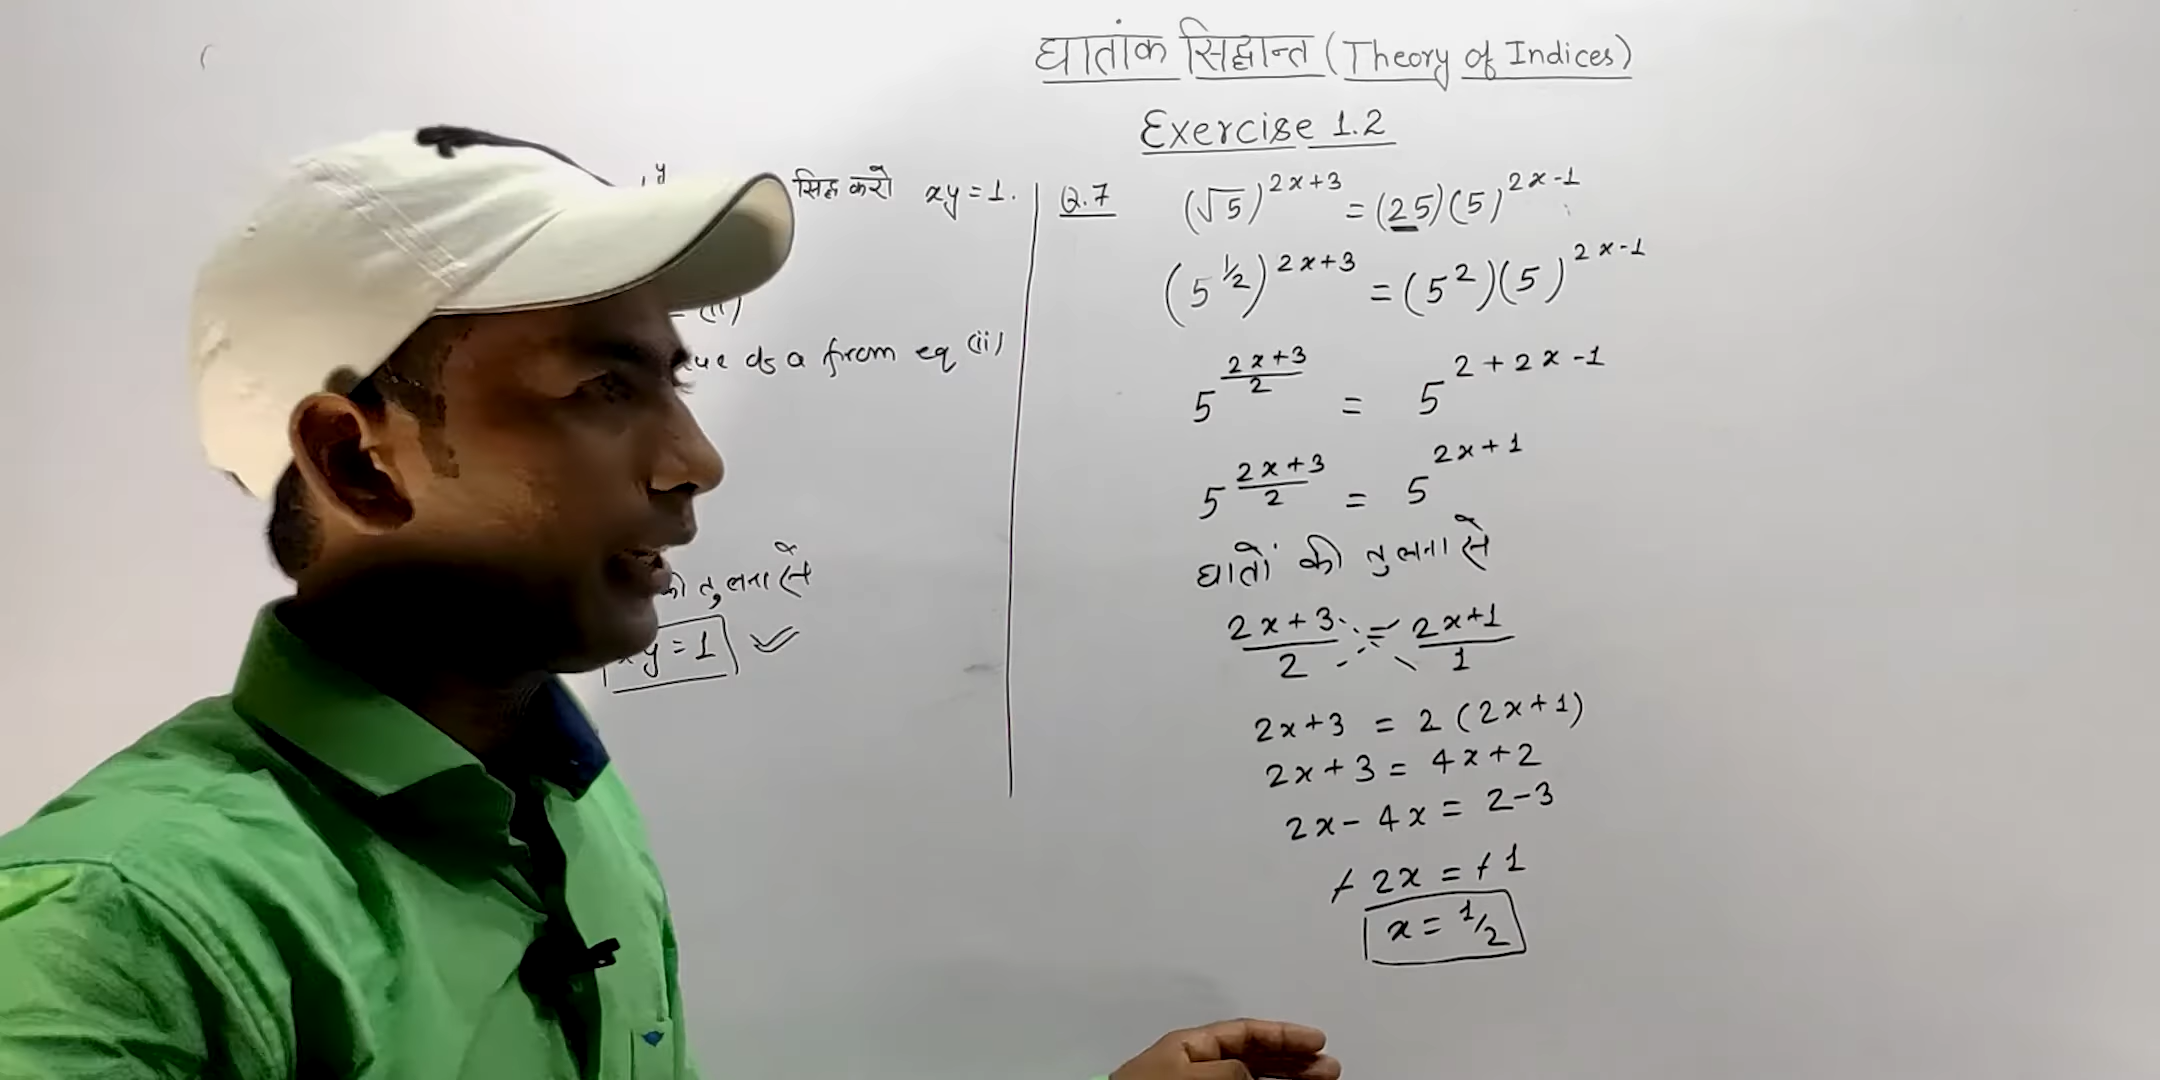 घातांक सिद्धान्त (Theory of Indices)
Exercise 1.2
सिद्ध करो xy=1.
(ii)
from eq (ii)
की तुलना से
xy=1
Q.7 (√5)^(2x+3) = (25)(5)^(2x-1)
(5^(1/2))^(2x+3) = (5^2)(5)^(2x-1)
5^((2x+3)/2) = 5^(2+2x-1)
5^((2x+3)/2) = 5^(2x+1)
घातों की तुलना से
(2x+3)/2 = (2x+1)/1
2x+3 = 2(2x+1)
2x+3 = 4x+2
2x-4x = 2-3
-2x = -1
x = 1/2